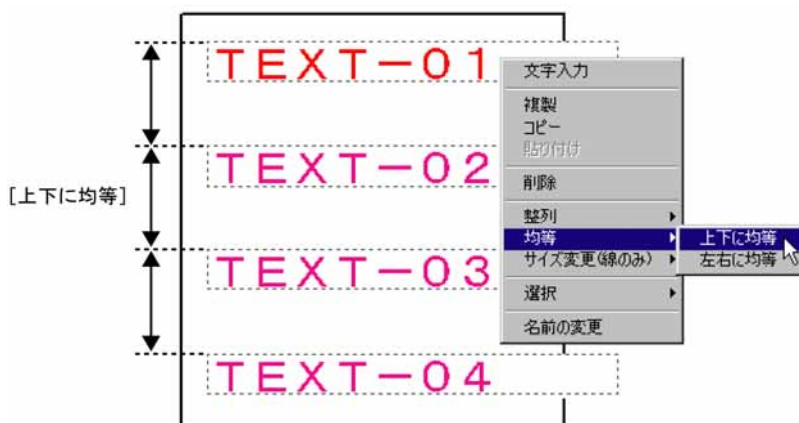 TEXT－01
TEXT－02
TEXT－03
TEXT－04
[上下に均等]
文字入力
複製
コピー
貼り付け
削除
整列
均等
サイズ変更(線のみ)
選択
名前の変更
上下に均等
左右に均等